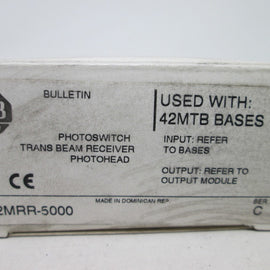 BULLETIN
PHOTOSWITCH
TRANS BEAM RECEIVER
PHOTOHEAD
CE
USED WITH:
42MTB BASES
INPUT: REFER
TO BASES
OUTPUT: REFER TO
OUTPUT MODULE
MADE IN DOMINICAN REP.
SER.
C
2MRR-5000